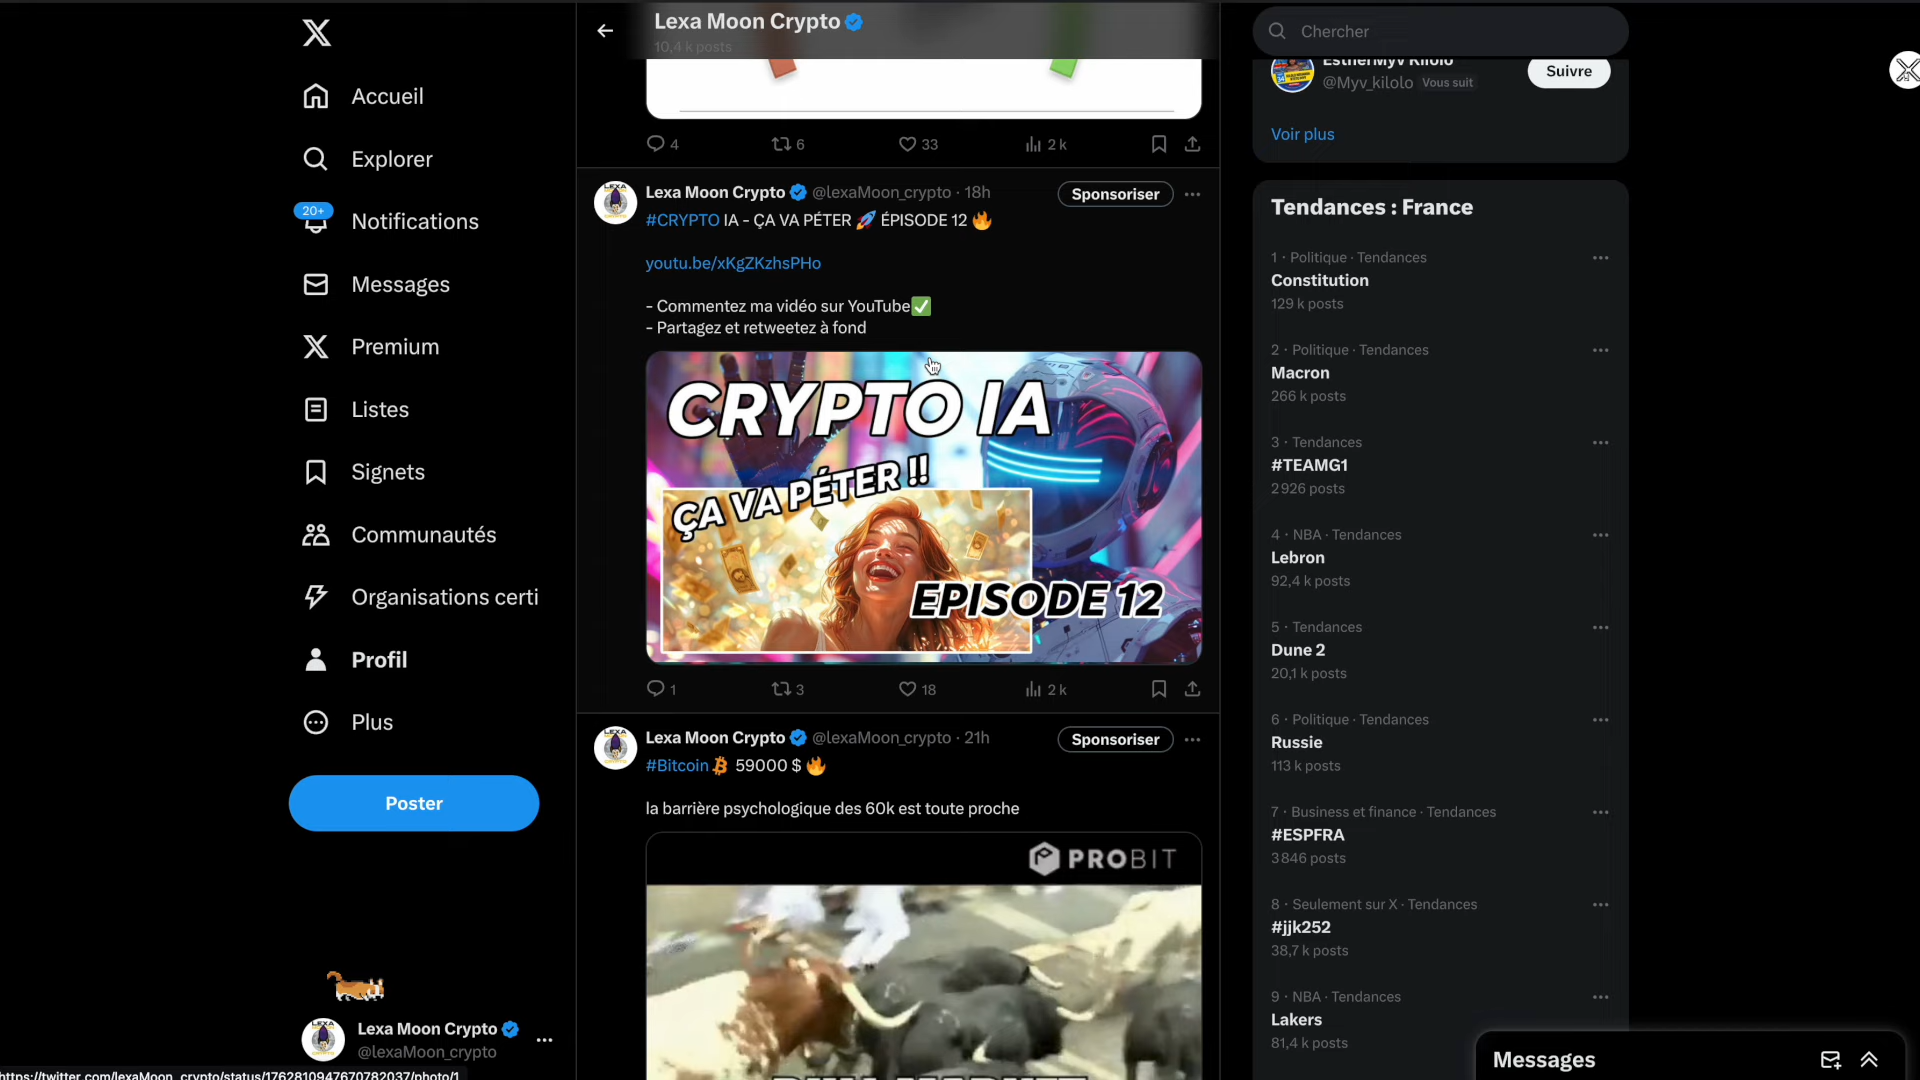 Accueil
Explorer
20+
Notifications
Messages
Premium
Listes
Signets
Communautés
Organisations certi
Profil
Plus
Poster
Lexa Moon Crypto
@lexaMoon_crypto
https://twitter.com/lexaMoon_crypto/status/1762810947670782037/photo/1
Lexa Moon Crypto
10,4 k posts
4 6 33 2 k
Lexa Moon Crypto @lexaMoon_crypto · 18h
Sponsoriser
#CRYPTO IA - ÇA VA PÉTER 🚀 ÉPISODE 12 🔥
youtu.be/xKgZKzhsPHo
- Commentez ma vidéo sur YouTube✅
- Partagez et retweetez à fond
CRYPTO IA
ÇA VA PÉTER !!
EPISODE 12
1 3 18 2 k
Lexa Moon Crypto @lexaMoon_crypto · 21h
Sponsoriser
#Bitcoin 59000 $ 🔥
la barrière psychologique des 60k est toute proche
PROBIT
Chercher
EstherMyv Kilolo
@Myv_kilolo Vous suit
Suivre
Voir plus
Tendances : France
1 · Politique · Tendances
Constitution
129 k posts
2 · Politique · Tendances
Macron
266 k posts
3 · Tendances
#TEAMG1
2 926 posts
4 · NBA · Tendances
Lebron
92,4 k posts
5 · Tendances
Dune 2
20,1 k posts
6 · Politique · Tendances
Russie
113 k posts
7 · Business et finance · Tendances
#ESPFRA
3 846 posts
8 · Seulement sur X · Tendances
#jjk252
38,7 k posts
9 · NBA · Tendances
Lakers
81,4 k posts
Messages